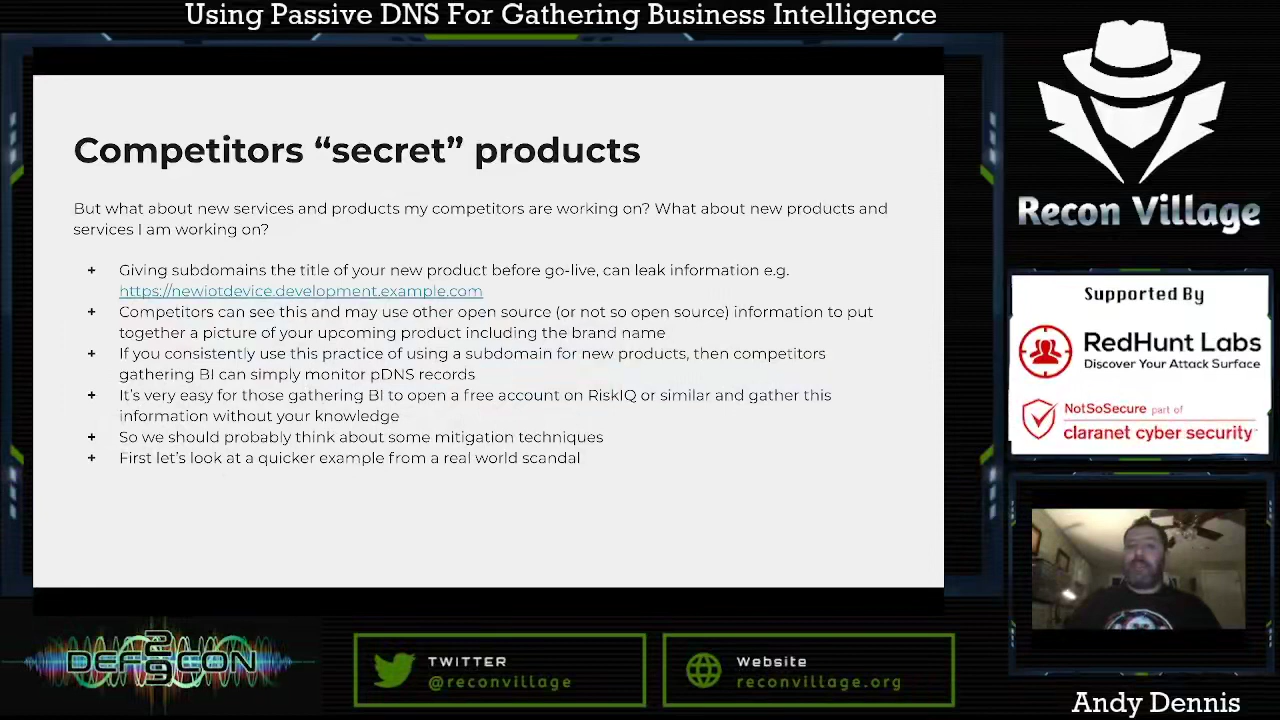 Using Passive DNS For Gathering Business Intelligence
Competitors “secret” products
But what about new services and products my competitors are working on? What about new products and
services I am working on?
+ Giving subdomains the title of your new product before go-live, can leak information e.g.
https://newiotdevice.development.example.com
+ Competitors can see this and may use other open source (or not so open source) information to put
together a picture of your upcoming product including the brand name
+ If you consistently use this practice of using a subdomain for new products, then competitors
gathering BI can simply monitor pDNS records
+ It’s very easy for those gathering BI to open a free account on RiskIQ or similar and gather this
information without your knowledge
+ So we should probably think about some mitigation techniques
+ First let’s look at a quicker example from a real world scandal
Recon Village
Supported By
RedHunt Labs
Discover Your Attack Surface
NotSoSecure part of
claranet cyber security
DEFCON
TWITTER
@reconvillage
Website
reconvillage.org
Andy Dennis